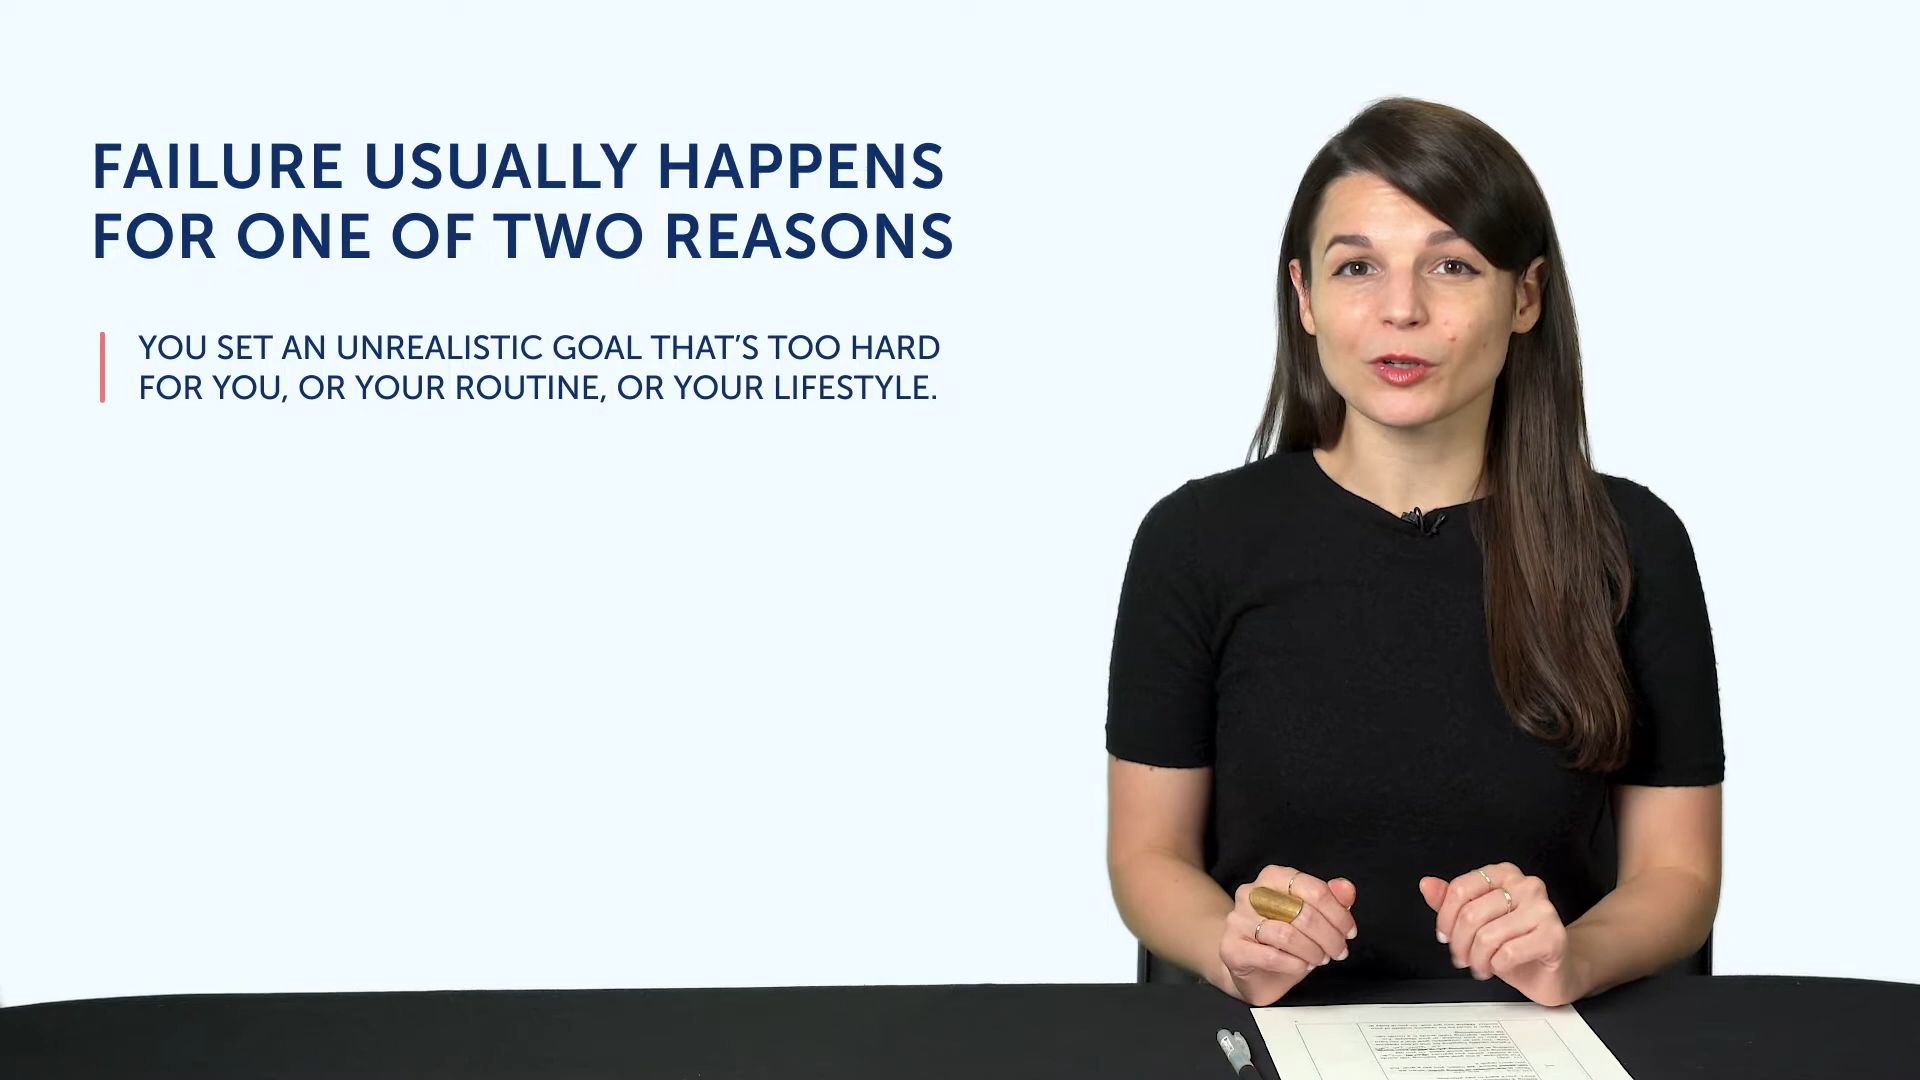 FAILURE USUALLY HAPPENS
FOR ONE OF TWO REASONS
YOU SET AN UNREALISTIC GOAL THAT'S TOO HARD
FOR YOU, OR YOUR ROUTINE, OR YOUR LIFESTYLE.